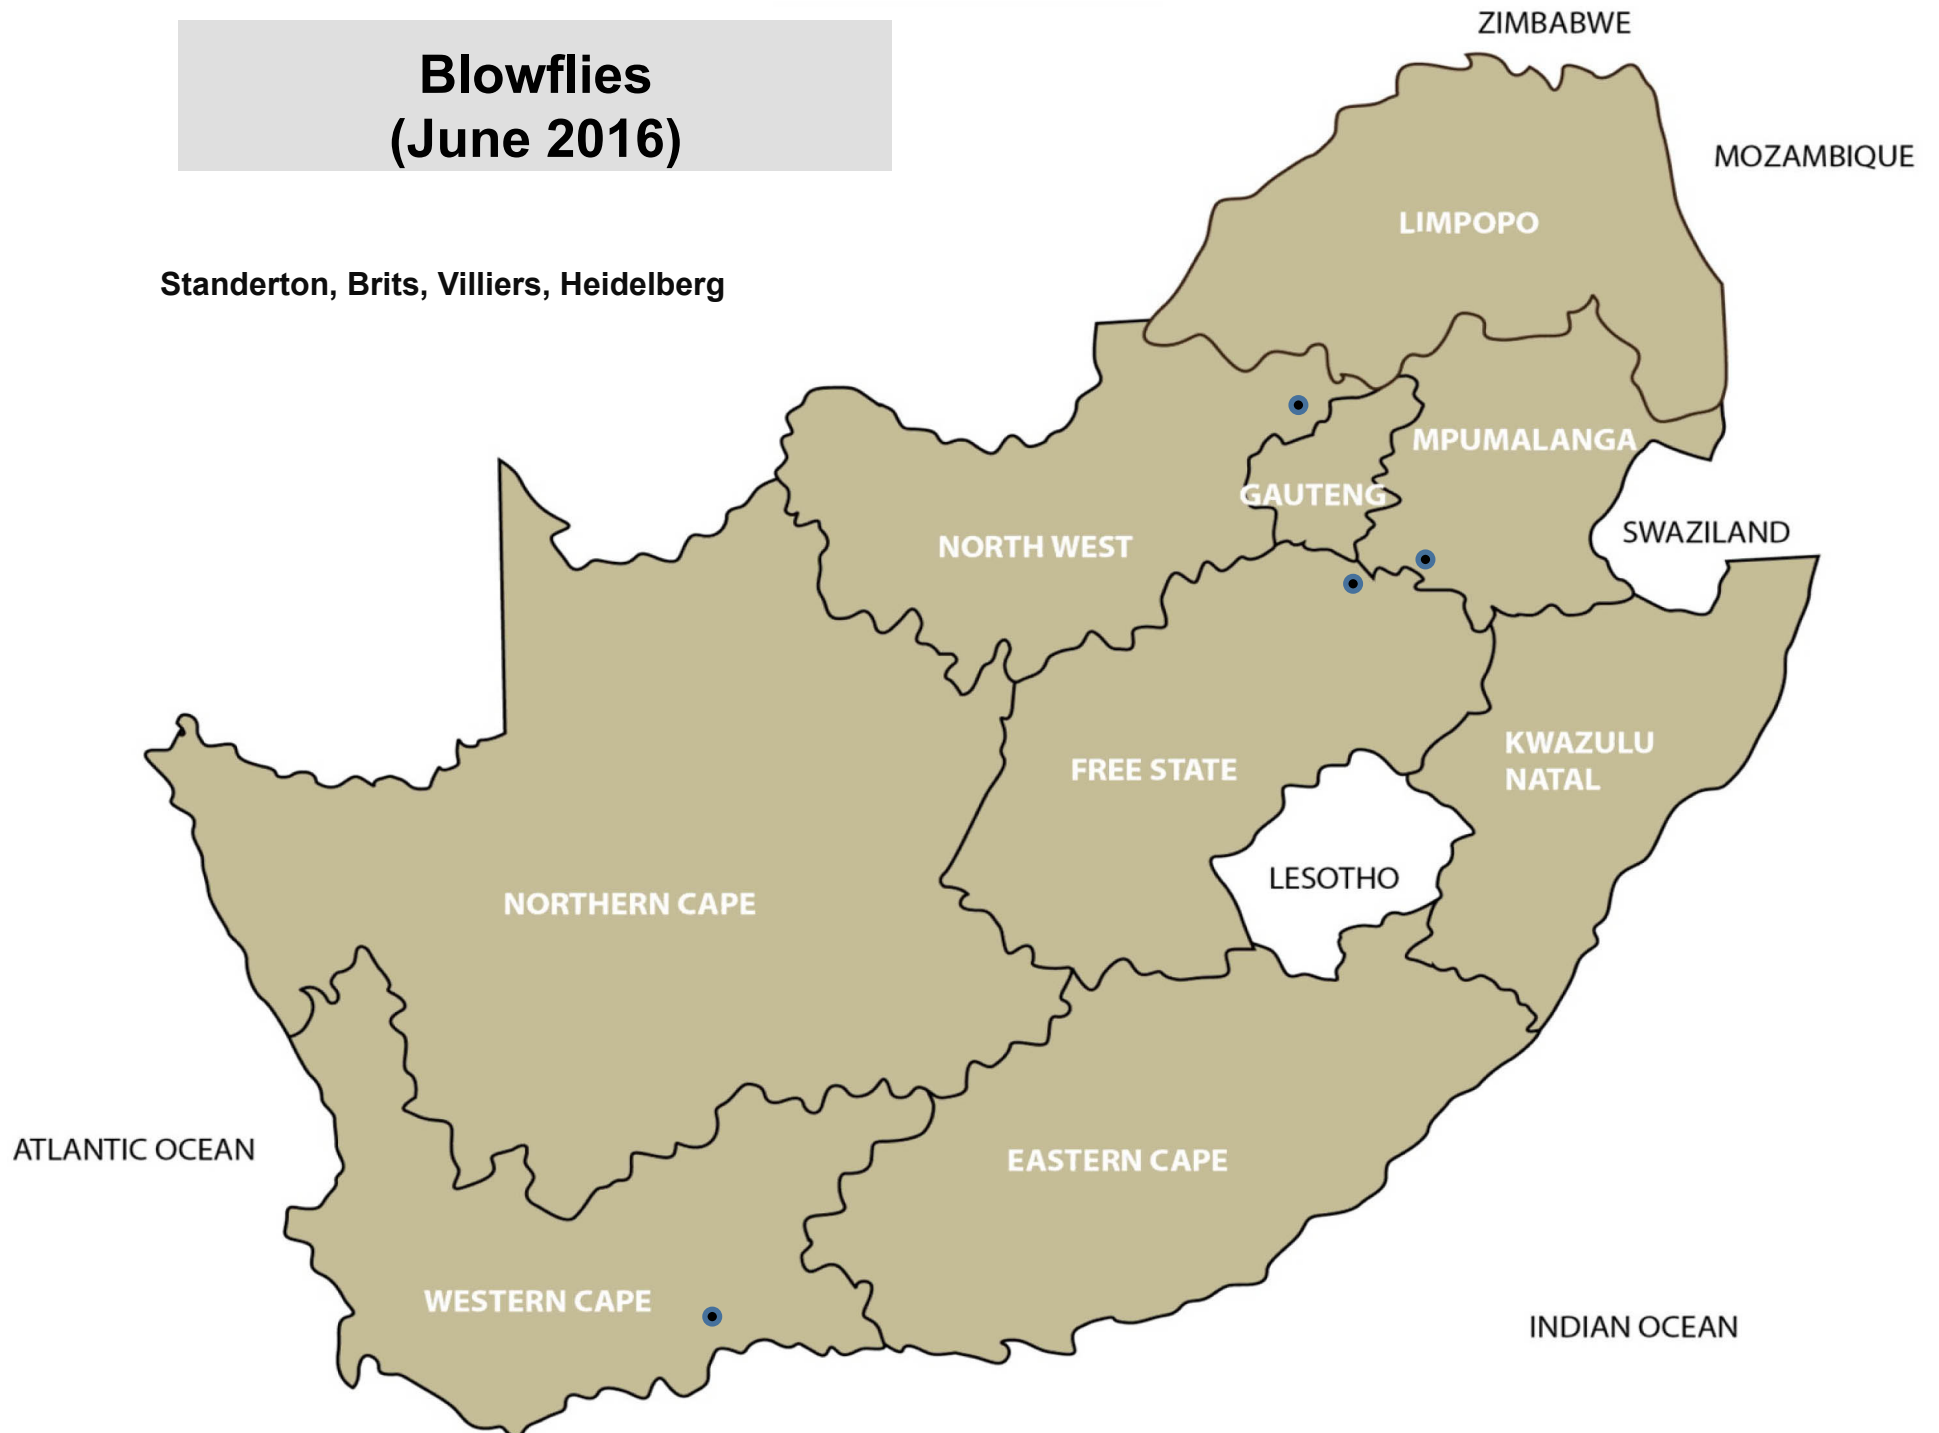 Blowflies
(June 2016)
Standerton, Brits, Villiers, Heidelberg
ZIMBABWE
MOZAMBIQUE
LIMPOPO
MPUMALANGA
GAUTENG
SWAZILAND
NORTH WEST
KWAZULU
NATAL
FREE STATE
LESOTHO
NORTHERN CAPE
ATLANTIC OCEAN
EASTERN CAPE
WESTERN CAPE
INDIAN OCEAN